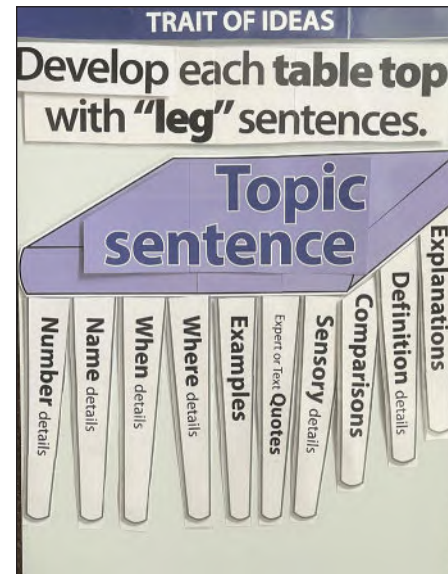 TRAIT OF IDEAS
Develop each table top
with “leg” sentences.
Topic
sentence
Number details
Name details
When details
Where details
Examples
Expert or Text Quotes
Sensory details
Comparisons
Definition details
Explanations